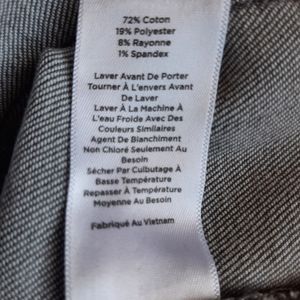 72% Coton
19% Polyester
8% Rayonne
1% Spandex
Laver Avant De Porter
Tourner À L'envers Avant
De Laver
Laver À La Machine À
L'eau Froide Avec Des
Couleurs Similaires
Agent De Blanchiment
Non Chloré Seulement Au
Besoin
Sécher Par Culbutage À
Basse Température
Repasser À Température
Moyenne Au Besoin
Fabriqué Au Vietnam